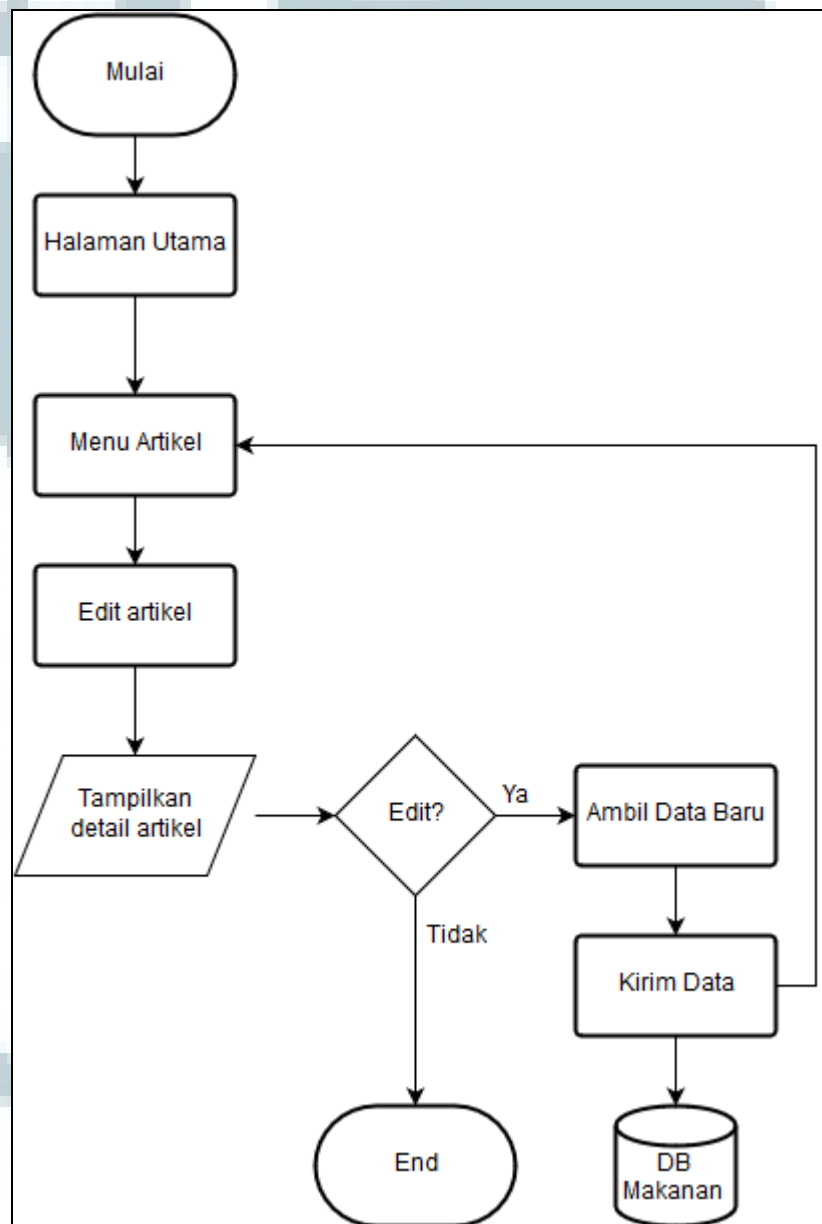 Mulai
Halaman Utama
Menu Artikel
Edit artikel
Tampilkan
detail artikel
Edit?
Ya
Ambil Data Baru
Tidak
Kirim Data
End
DB
Makanan